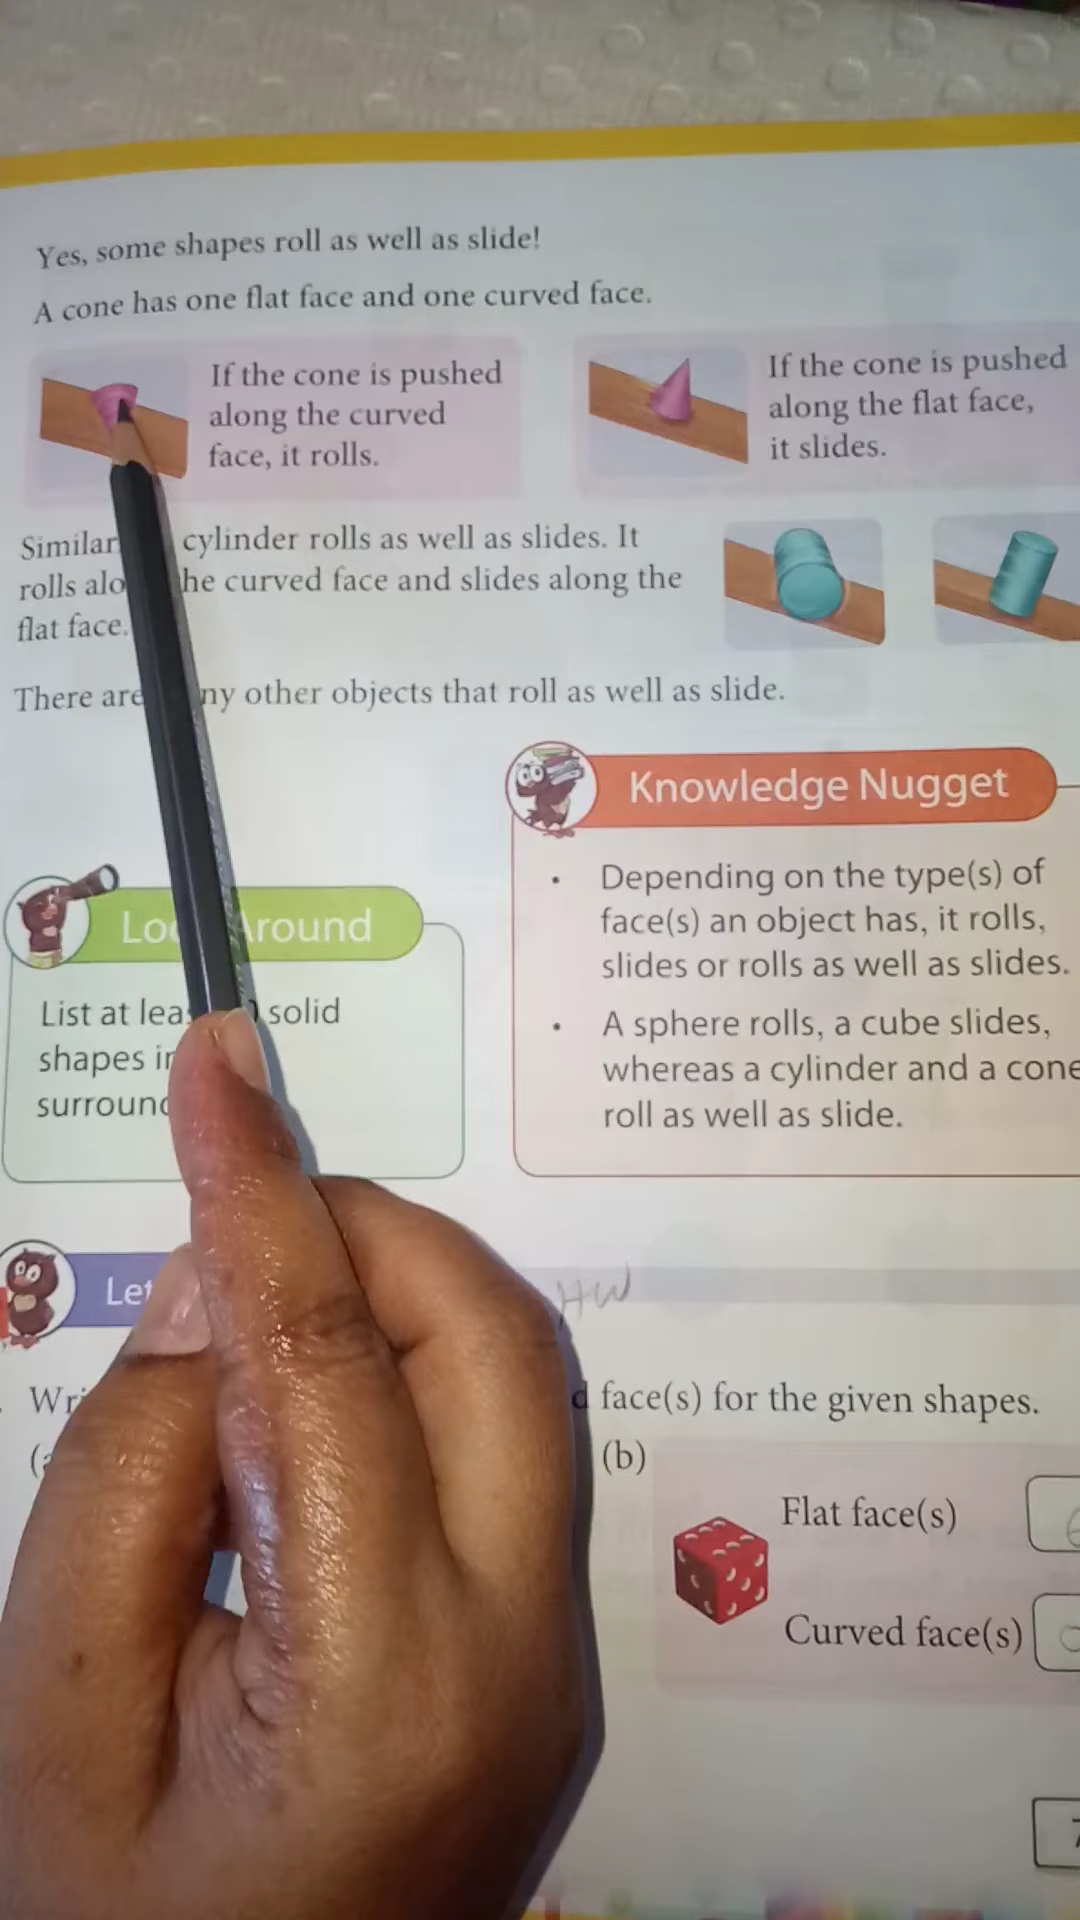 Yes, some shapes roll as well as slide!
A cone has one flat face and one curved face.
If the cone is pushed
along the curved
face, it rolls.
If the cone is pushed
along the flat face,
it slides.
Similar cylinder rolls as well as slides. It
rolls alo he curved face and slides along the
flat face.
There are ny other objects that roll as well as slide.
Knowledge Nugget
• Depending on the type(s) of
face(s) an object has, it rolls,
slides or rolls as well as slides.
• A sphere rolls, a cube slides,
whereas a cylinder and a cone
roll as well as slide.
Lo Around
List at lea solid
shapes in
surround
Let
HW
Wri d face(s) for the given shapes.
(b)
Flat face(s)
Curved face(s)